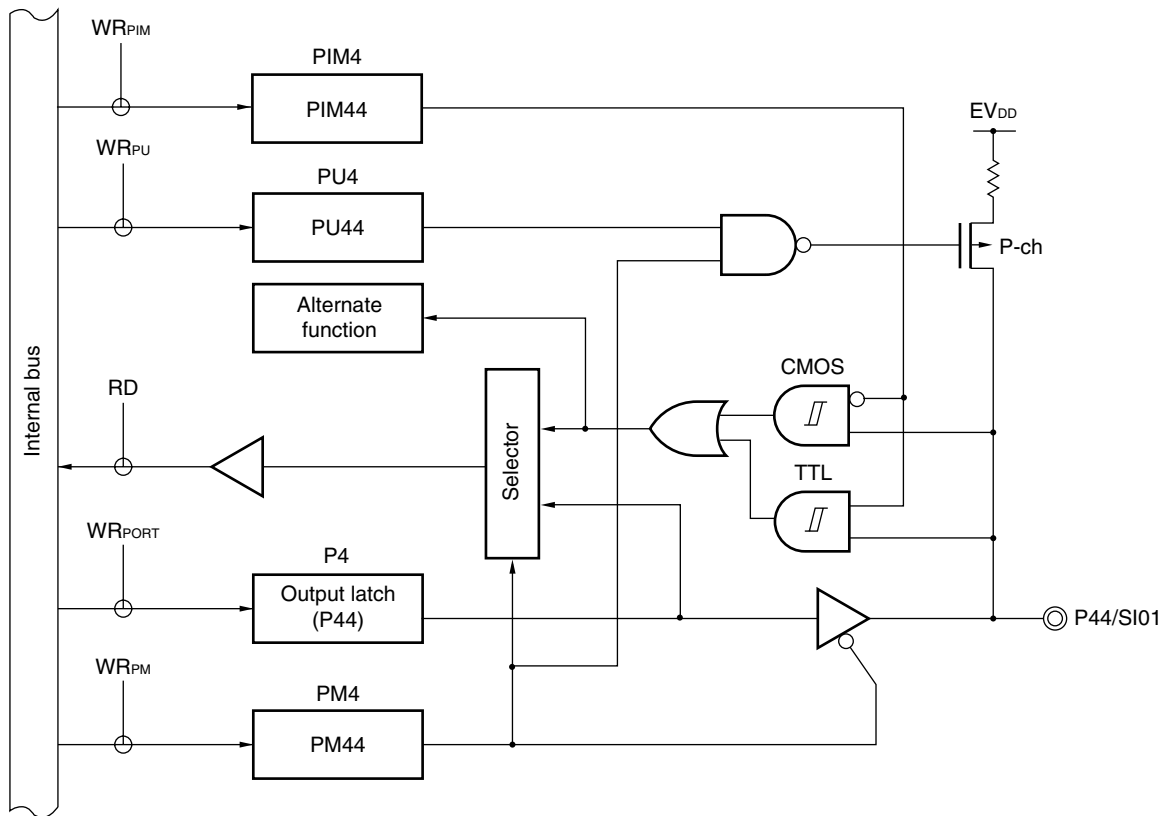 WRPIM
PIM4
PIM44
EVDD
WRPU
PU4
PU44
P-ch
Alternate
function
CMOS
RD
Internal bus
Selector
TTL
WRPORT
P4
Output latch
(P44)
P44/SI01
WRPM
PM4
PM44